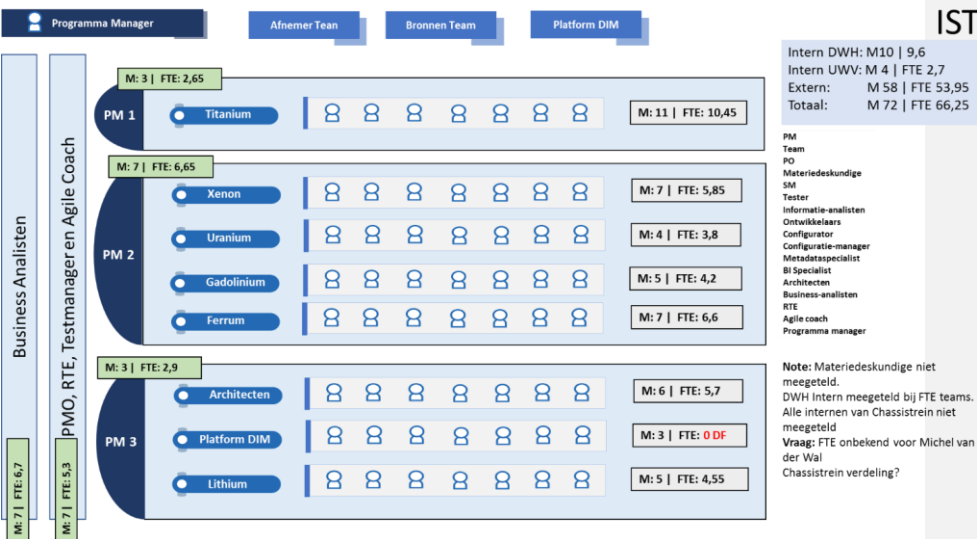 Programma Manager
Afnemer Tean
Bronnen Team
Platform DIM
IST
Intern DWH: M10 | 9,6
Intern UWV: M 4 | FTE 2,7
Extern: M 58 | FTE 53,95
Totaal: M 72 | FTE 66,25
Business Analisten
M: 7 | FTE: 6,7
PMO, RTE, Testmanager en Agile Coach
M: 7 | FTE: 5,3
M: 3 | FTE: 2,65
PM 1
Titanium
M: 11 | FTE: 10,45
M: 7 | FTE: 6,65
PM 2
Xenon
M: 7 | FTE: 5,85
Uranium
M: 4 | FTE: 3,8
Gadolinium
M: 5 | FTE: 4,2
Ferrum
M: 7 | FTE: 6,6
M: 3 | FTE: 2,9
PM 3
Architecten
M: 6 | FTE: 5,7
Platform DIM
M: 3 | FTE: 0 DF
Lithium
M: 5 | FTE: 4,55
PM
Team
PO
Materiedeskundige
SM
Tester
Informatie-analisten
Ontwikkelaars
Configurator
Configuratie-manager
Metadataspecialist
BI Specialist
Architecten
Business-analisten
RTE
Agile coach
Programma manager
Note: Materiedeskundige niet
meegeteld.
DWH Intern meegeteld bij FTE teams.
Alle internen van Chassistrein niet
meegeteld
Vraag: FTE onbekend voor Michel van
der Wal
Chassistrein verdeling?